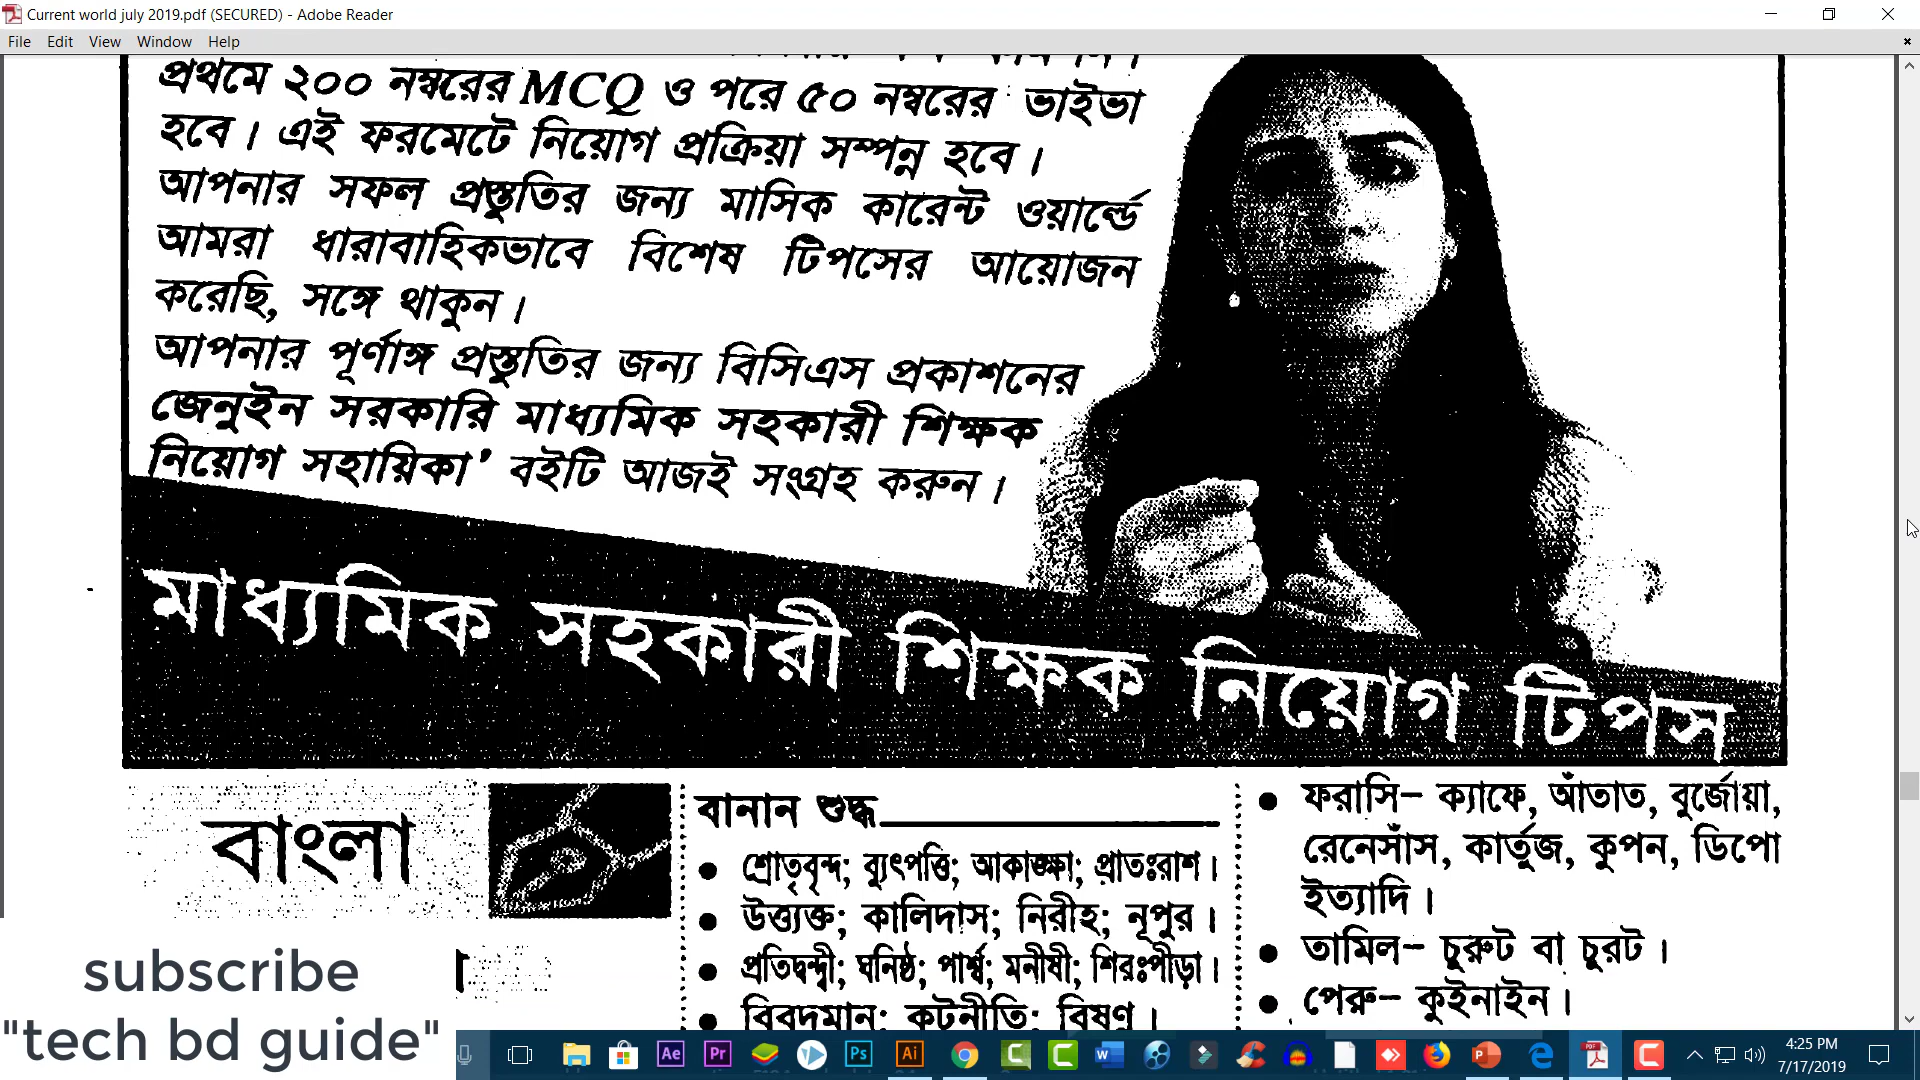 Current world july 2019.pdf (SECURED) - Adobe Reader
File Edit View Window Help
প্রথমে ২০০ নম্বরের MCQ ও পরে ৫০ নম্বরের ভাইভা
হবে। এই ফরমেটে নিয়োগ প্রক্রিয়া সম্পন্ন হবে।
আপনার সফল প্রস্তুতির জন্য মাসিক কারেন্ট ওয়ার্ল্ডে
আমরা ধারাবাহিকভাবে বিশেষ টিপসের আয়োজন
করেছি, সঙ্গে থাকুন।
আপনার পূর্ণাঙ্গ প্রস্তুতির জন্য বিসিএস প্রকাশনের
জেনুইন সরকারি মাধ্যমিক সহকারী শিক্ষক
নিয়োগ সহায়িকা’ বইটি আজই সংগ্রহ করুন।
মাধ্যমিক সহকারী শিক্ষক নিয়োগ টিপস
বাংলা
বানান শুদ্ধ
● শ্রোতৃবৃন্দ; ব্যুৎপত্তি; আকাঙ্ক্ষা; প্রাতঃরাশ।
● উত্ত্যক্ত; কালিদাস; নিরীহ; নূপুর।
● প্রতিদ্বন্দ্বী; ঘনিষ্ঠ; পার্শ্ব; মনীষী; শিরঃপীড়া।
● বিবদমান; কটনীতি; বিষণ্ণ।
● ফরাসি– ক্যাফে, আঁতাত, বুর্জোয়া,
রেনেসাঁস, কার্তুজ, কুপন, ডিপো
ইত্যাদি।
● তামিল– চুরুট বা চুরট।
● পেরু– কুইনাইন।
subscribe
"tech bd guide"
4:25 PM
7/17/2019